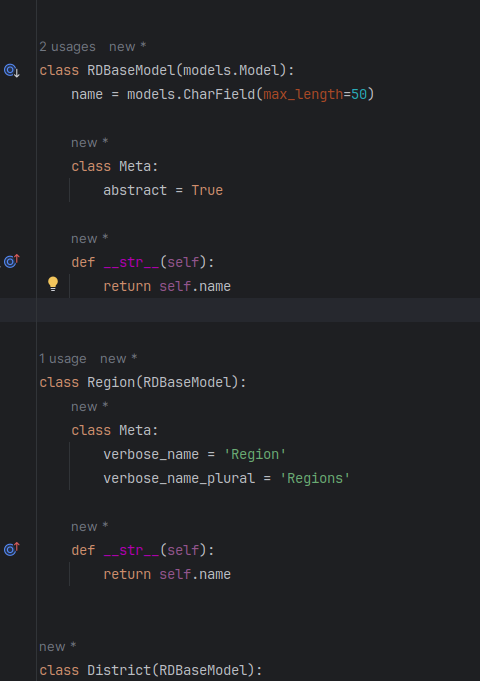 2 usages   new *
class RDBaseModel(models.Model):
    name = models.CharField(max_length=50)
    new *
    class Meta:
        abstract = True
    new *
    def __str__(self):
        return self.name
1 usage   new *
class Region(RDBaseModel):
    new *
    class Meta:
        verbose_name = 'Region'
        verbose_name_plural = 'Regions'
    new *
    def __str__(self):
        return self.name
new *
class District(RDBaseModel):